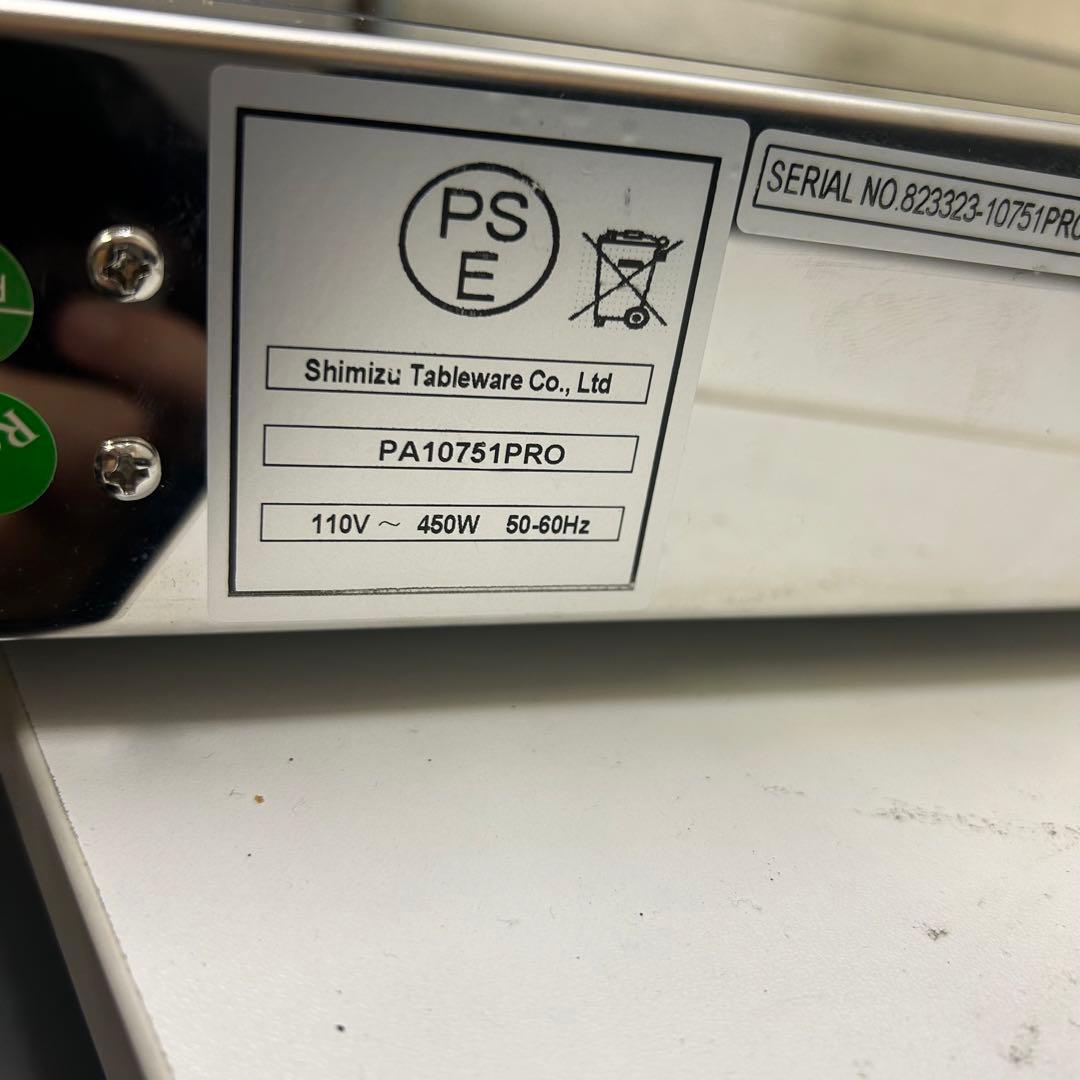 PS
E
SERIAL NO.823323-10751PRO
Shimizu Tableware Co., Ltd
PA10751PRO
110V ~ 450W 50-60Hz
R